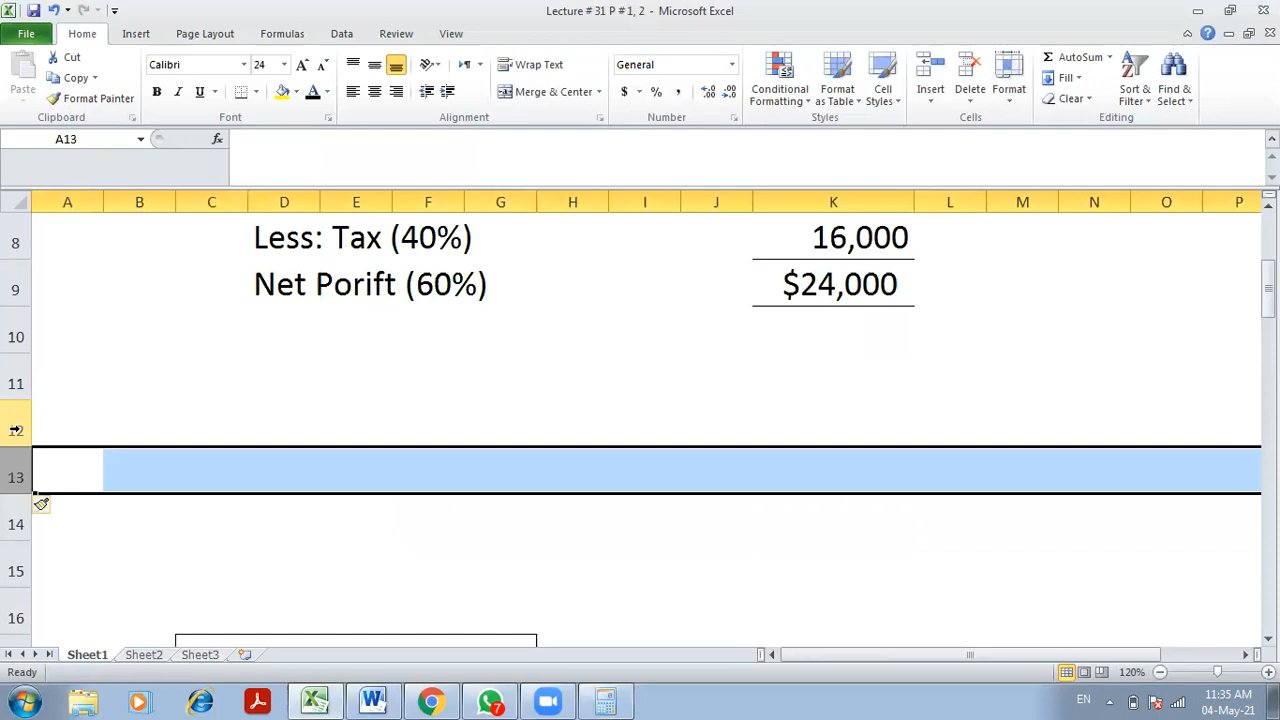 Lecture # 31 P # 1, 2 - Microsoft Excel
File Home Insert Page Layout Formulas Data Review View
Paste Cut Copy Format Painter
Calibri 24
B I U
Wrap Text
Merge & Center
General
$ % ,
Conditional Formatting
Format as Table
Cell Styles
Insert Delete Format
Σ AutoSum
Fill
Clear
Sort & Filter
Find & Select
Clipboard Font Alignment Number Styles Cells Editing
A13 fx
A B C D E F G H I J K L M N O P
8 Less: Tax (40%) 16,000
9 Net Porift (60%) $24,000
10
11
12
13
14
15
16
Sheet1 Sheet2 Sheet3
Ready 120%
7 EN 11:35 AM
04-May-21